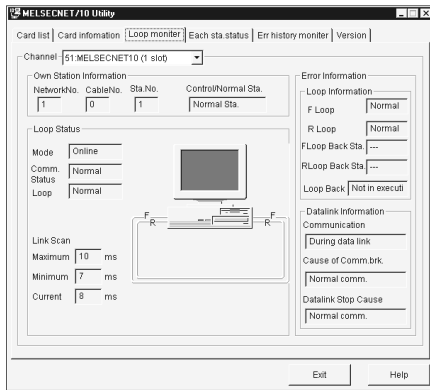 MELSECNET/10 Utility
Card list Card infomation Loop moniter Each sta.status Err history moniter Version
Channel 51:MELSECNET10 (1 slot)
Own Station Information
NetworkNo. CableNo. Sta.No. Control/Normal Sta.
1 0 1 Normal Sta.
Loop Status
Mode Online
Comm. Status Normal
Loop Normal
F R R F
Link Scan
Maximum 10 ms
Minimum 7 ms
Current 8 ms
Error Information
Loop Information
F Loop Normal
R Loop Normal
FLoop Back Sta. ---
RLoop Back Sta. ---
Loop Back Not in executi
Datalink Information
Communication
During data link
Cause of Comm.brk.
Normal comm.
Datalink Stop Cause
Normal comm.
Exit Help